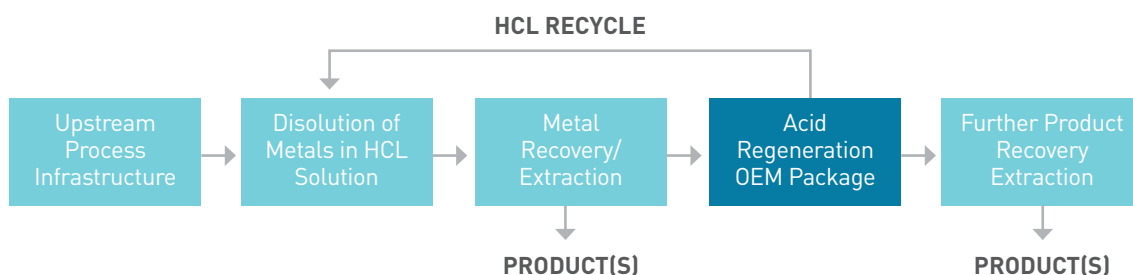 HCL RECYCLE
Upstream
Process
Infrastructure
Disolution of
Metals in HCL
Solution
Metal
Recovery/
Extraction
Acid
Regeneration
OEM Package
Further Product
Recovery
Extraction
PRODUCT(S)
PRODUCT(S)